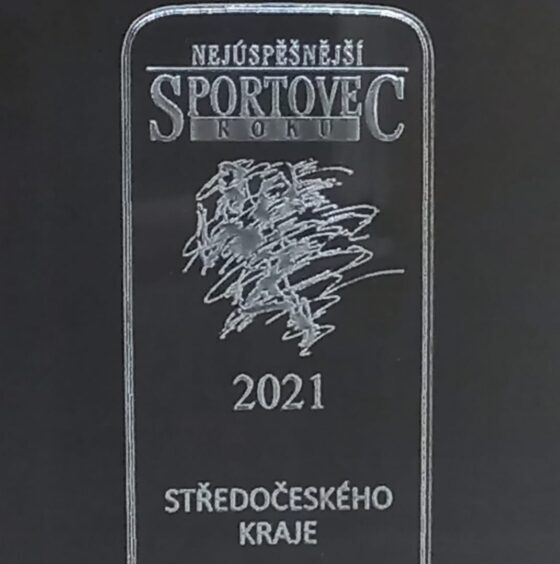 NEJÚSPĚŠNĚJŠÍ
SPORTOVEC
ROKU
2021
STŘEDOČESKÉHO
KRAJE